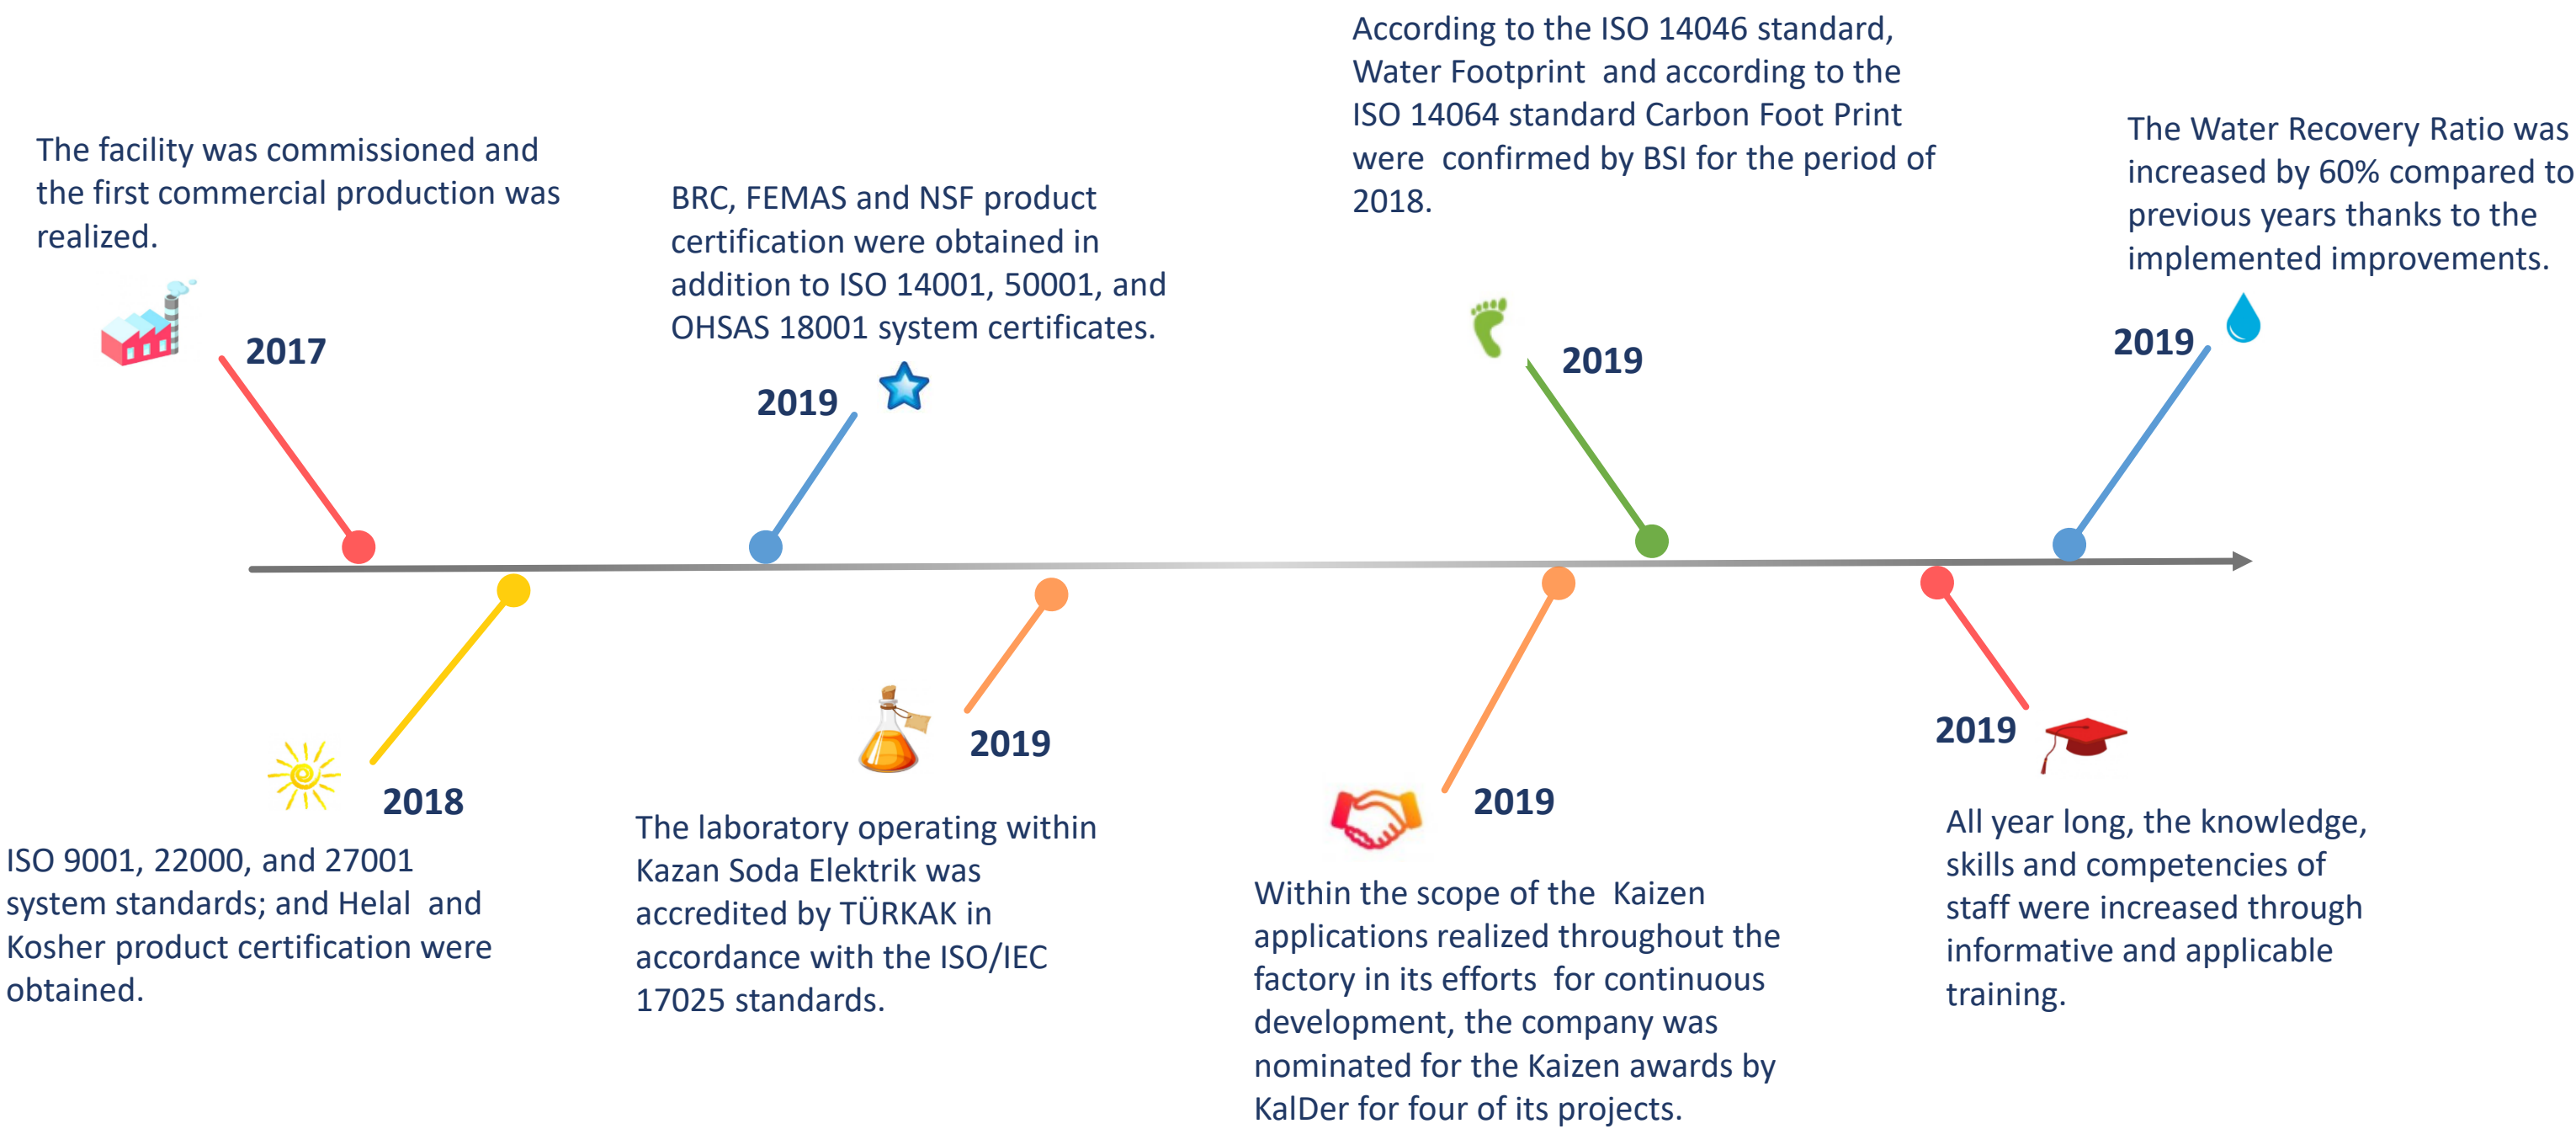 The facility was commissioned and
the first commercial production was
realized.
2017
ISO 9001, 22000, and 27001
system standards; and Helal and
Kosher product certification were
obtained.
2018
BRC, FEMAS and NSF product
certification were obtained in
addition to ISO 14001, 50001, and
OHSAS 18001 system certificates.
2019
2019
The laboratory operating within
Kazan Soda Elektrik was
accredited by TÜRKAK in
accordance with the ISO/IEC
17025 standards.
According to the ISO 14046 standard,
Water Footprint and according to the
ISO 14064 standard Carbon Foot Print
were confirmed by BSI for the period of
2018.
2019
2019
Within the scope of the Kaizen
applications realized throughout the
factory in its efforts for continuous
development, the company was
nominated for the Kaizen awards by
KalDer for four of its projects.
2019
All year long, the knowledge,
skills and competencies of
staff were increased through
informative and applicable
training.
The Water Recovery Ratio was
increased by 60% compared to
previous years thanks to the
implemented improvements.
2019